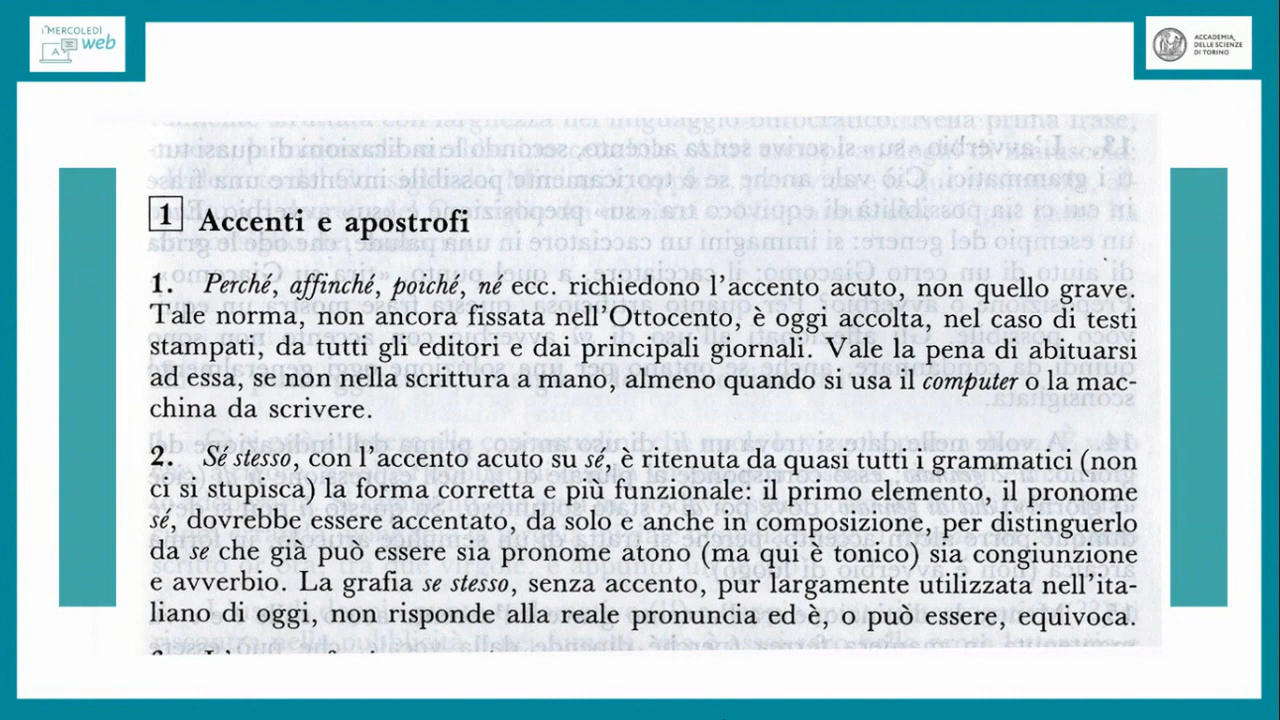 i MERCOLEDÌ
web
A
ACCADEMIA
DELLE SCIENZE
DI TORINO
1 Accenti e apostrofi
1. Perché, affinché, poiché, né ecc. richiedono l'accento acuto, non quello grave.
Tale norma, non ancora fissata nell'Ottocento, è oggi accolta, nel caso di testi
stampati, da tutti gli editori e dai principali giornali. Vale la pena di abituarsi
ad essa, se non nella scrittura a mano, almeno quando si usa il computer o la mac-
china da scrivere.
2. Sé stesso, con l'accento acuto su sé, è ritenuta da quasi tutti i grammatici (non
ci si stupisca) la forma corretta e più funzionale: il primo elemento, il pronome
sé, dovrebbe essere accentato, da solo e anche in composizione, per distinguerlo
da se che già può essere sia pronome atono (ma qui è tonico) sia congiunzione
e avverbio. La grafia se stesso, senza accento, pur largamente utilizzata nell'ita-
liano di oggi, non risponde alla reale pronuncia ed è, o può essere, equivoca.